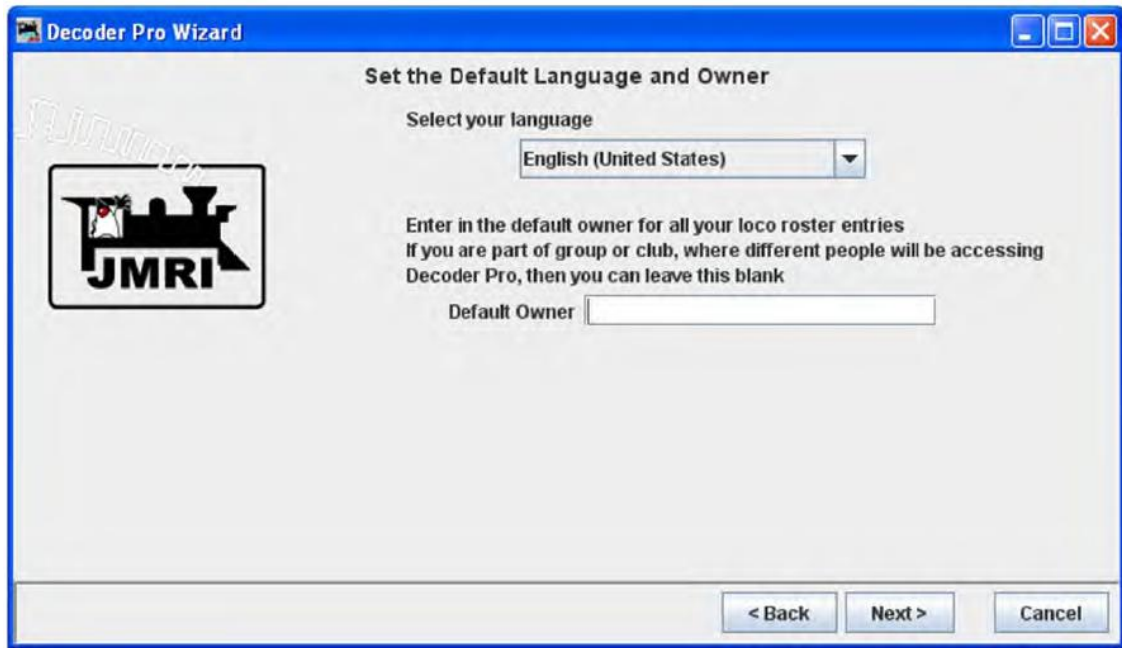 Decoder Pro Wizard
Set the Default Language and Owner
Select your language
English (United States)
JMRI
Enter in the default owner for all your loco roster entries
If you are part of group or club, where different people will be accessing
Decoder Pro, then you can leave this blank
Default Owner
< Back Next > Cancel